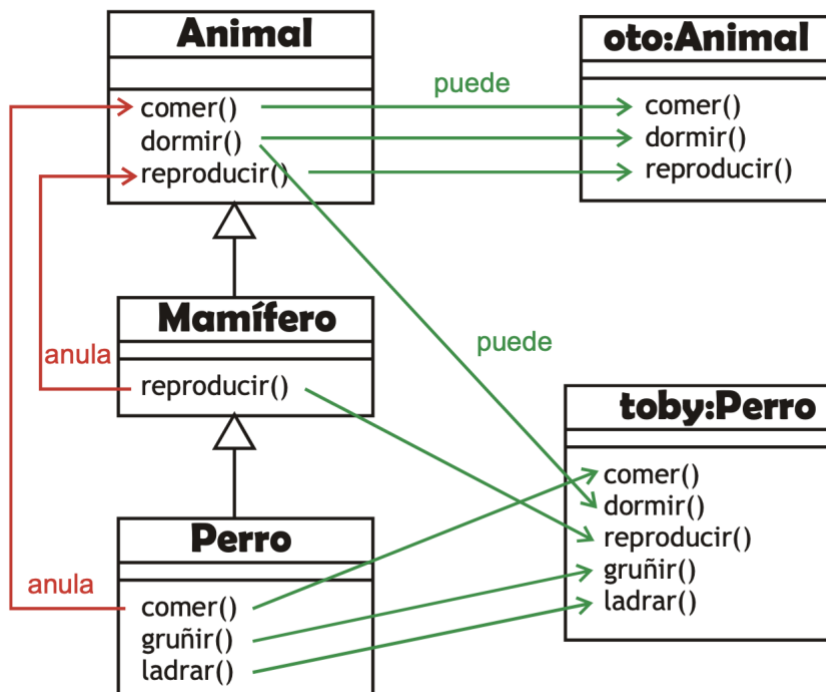 Animal
comer()
dormir()
reproducir()
puede
oto:Animal
comer()
dormir()
reproducir()
Mamífero
reproducir()
anula
puede
toby:Perro
comer()
dormir()
reproducir()
gruñir()
ladrar()
Perro
comer()
gruñir()
ladrar()
anula